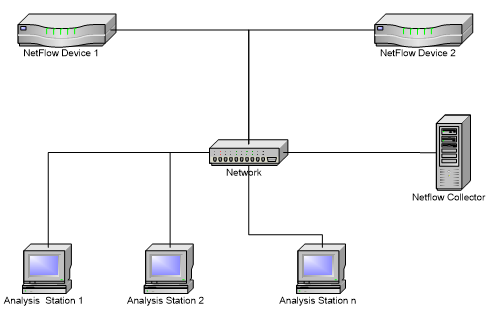 NetFlow Device 1
NetFlow Device 2
Network
Netflow Collector
Analysis Station 1
Analysis Station 2
Analysis Station n